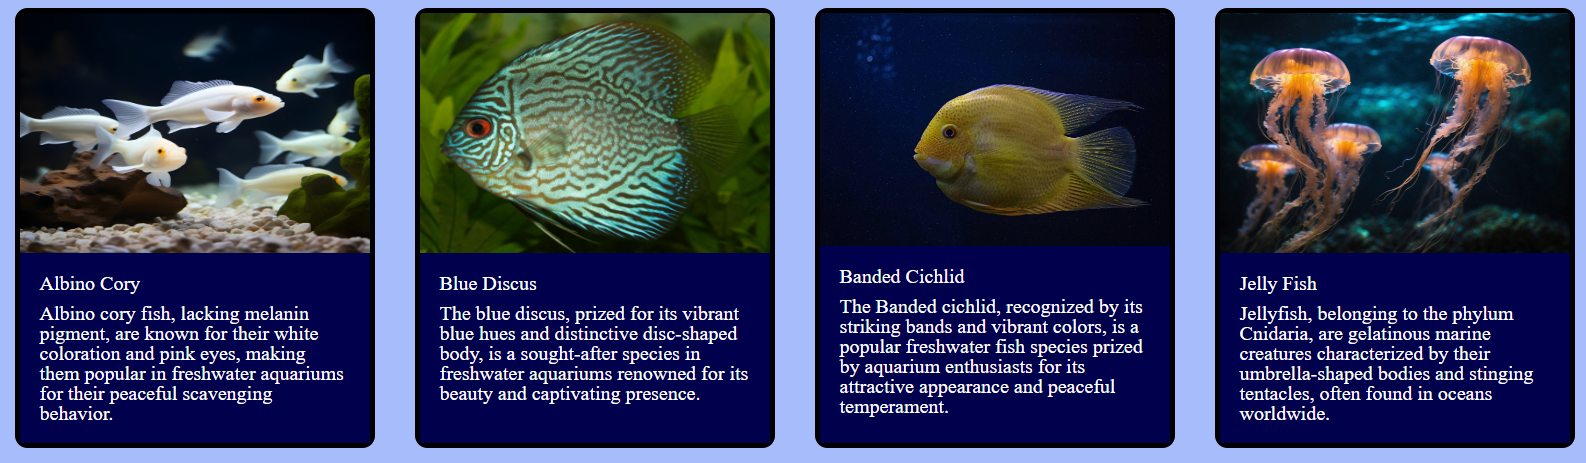 Albino Cory
Albino cory fish, lacking melanin
pigment, are known for their white
coloration and pink eyes, making
them popular in freshwater aquariums
for their peaceful scavenging
behavior.
Blue Discus
The blue discus, prized for its vibrant
blue hues and distinctive disc-shaped
body, is a sought-after species in
freshwater aquariums renowned for its
beauty and captivating presence.
Banded Cichlid
The Banded cichlid, recognized by its
striking bands and vibrant colors, is a
popular freshwater fish species prized
by aquarium enthusiasts for its
attractive appearance and peaceful
temperament.
Jelly Fish
Jellyfish, belonging to the phylum
Cnidaria, are gelatinous marine
creatures characterized by their
umbrella-shaped bodies and stinging
tentacles, often found in oceans
worldwide.